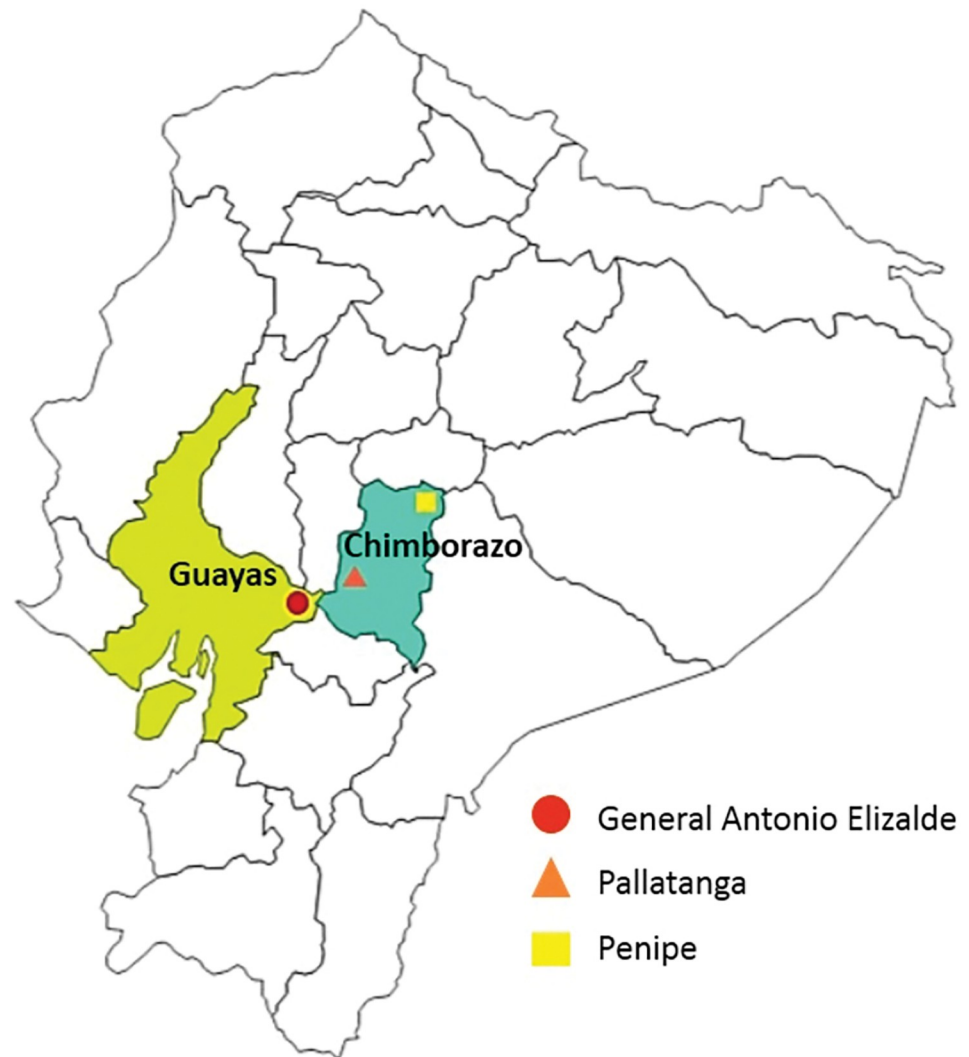 Chimborazo
Guayas
General Antonio Elizalde
Pallatanga
Penipe